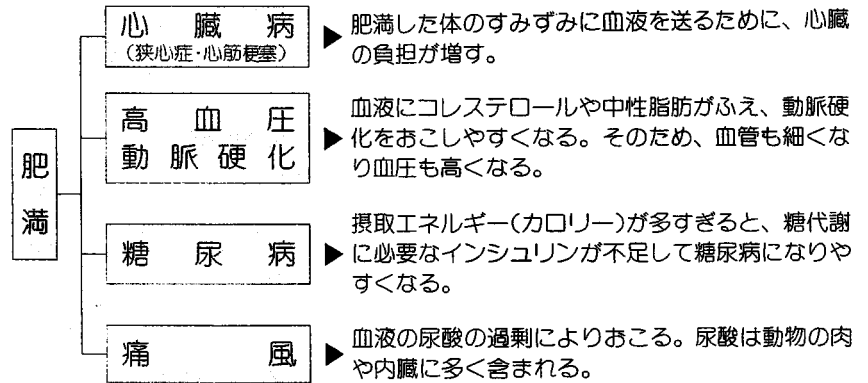 肥満
心臓病
(狭心症・心筋梗塞)
▶肥満した体のすみずみに血液を送るために、心臓
の負担が増す。
高血圧
動脈硬化
▶血液にコレステロールや中性脂肪がふえ、動脈硬
化をおこしやすくなる。そのため、血管も細くな
り血圧も高くなる。
糖尿病
▶摂取エネルギー(カロリー)が多すぎると、糖代謝
に必要なインシュリンが不足して糖尿病になりや
すくなる。
痛風
▶血液の尿酸の過剰によりおこる。尿酸は動物の肉
や内臓に多く含まれる。